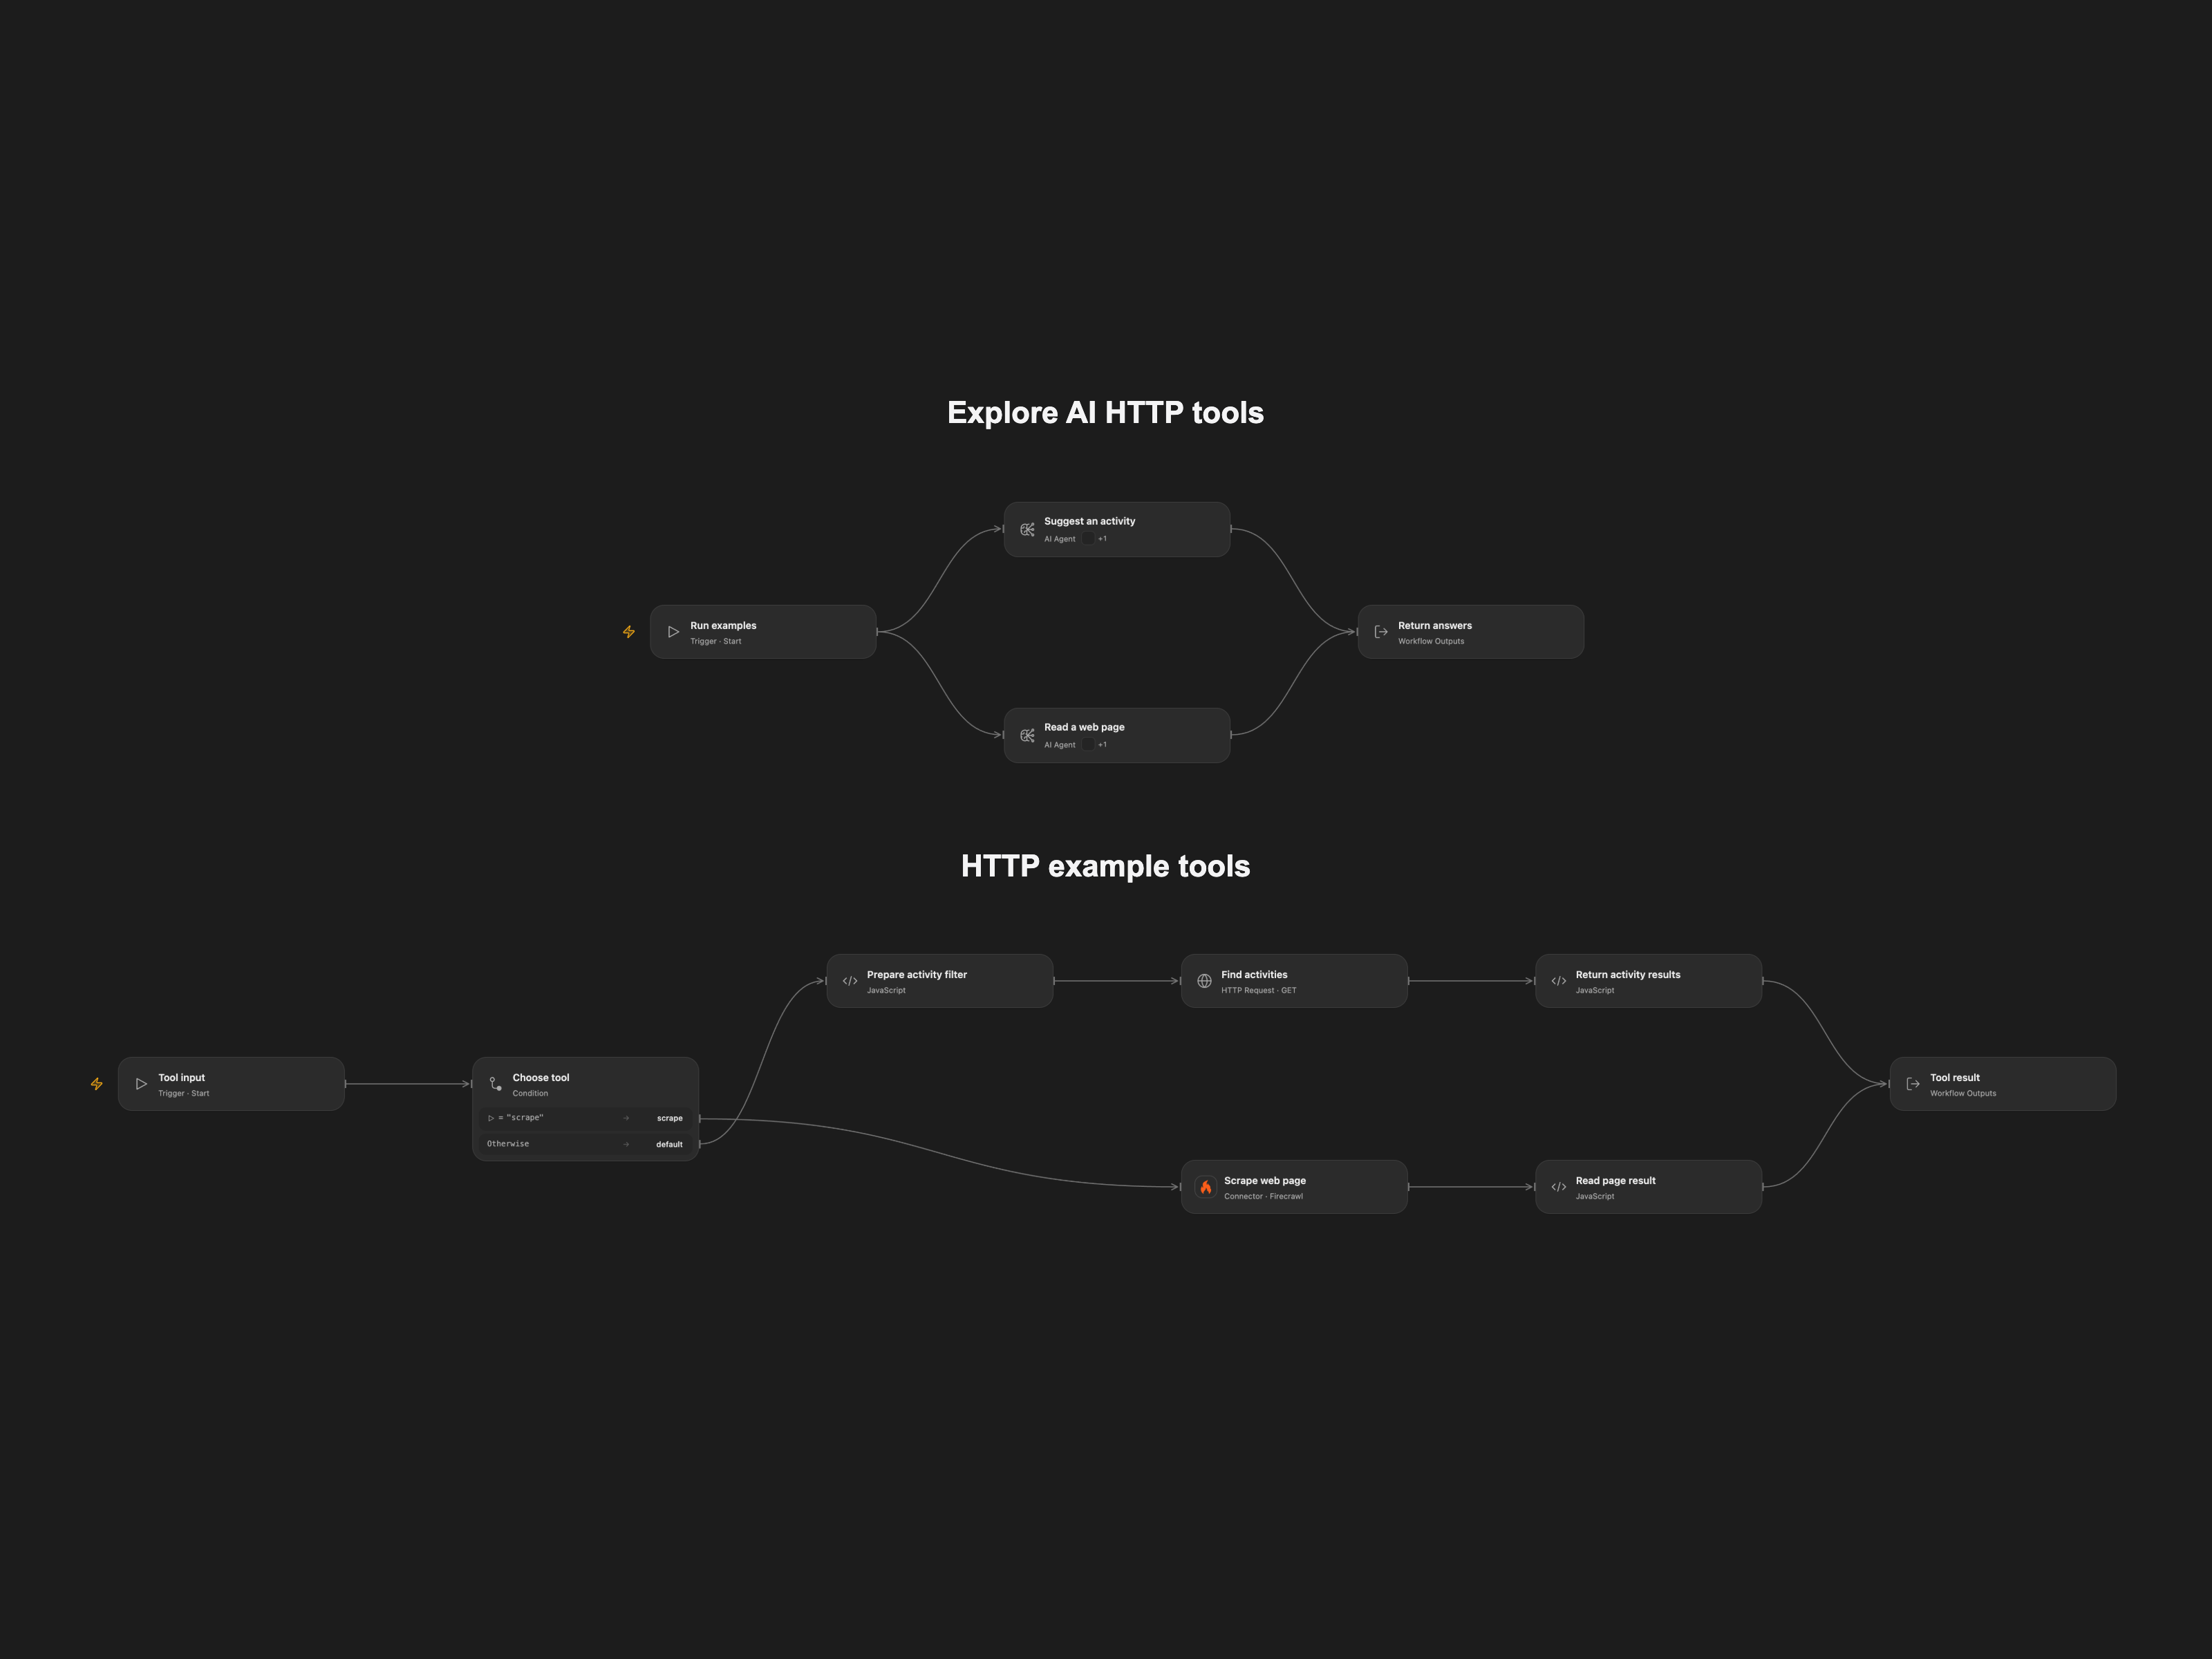 Explore AI HTTP tools
Suggest an activity
AI Agent +1
Run examples
Trigger · Start
Return answers
Workflow Outputs
Read a web page
AI Agent +1
HTTP example tools
Prepare activity filter
JavaScript
Find activities
HTTP Request · GET
Return activity results
JavaScript
Tool input
Trigger · Start
Choose tool
Condition
= "scrape" → scrape
Otherwise → default
Tool result
Workflow Outputs
Scrape web page
Connector · Firecrawl
Read page result
JavaScript